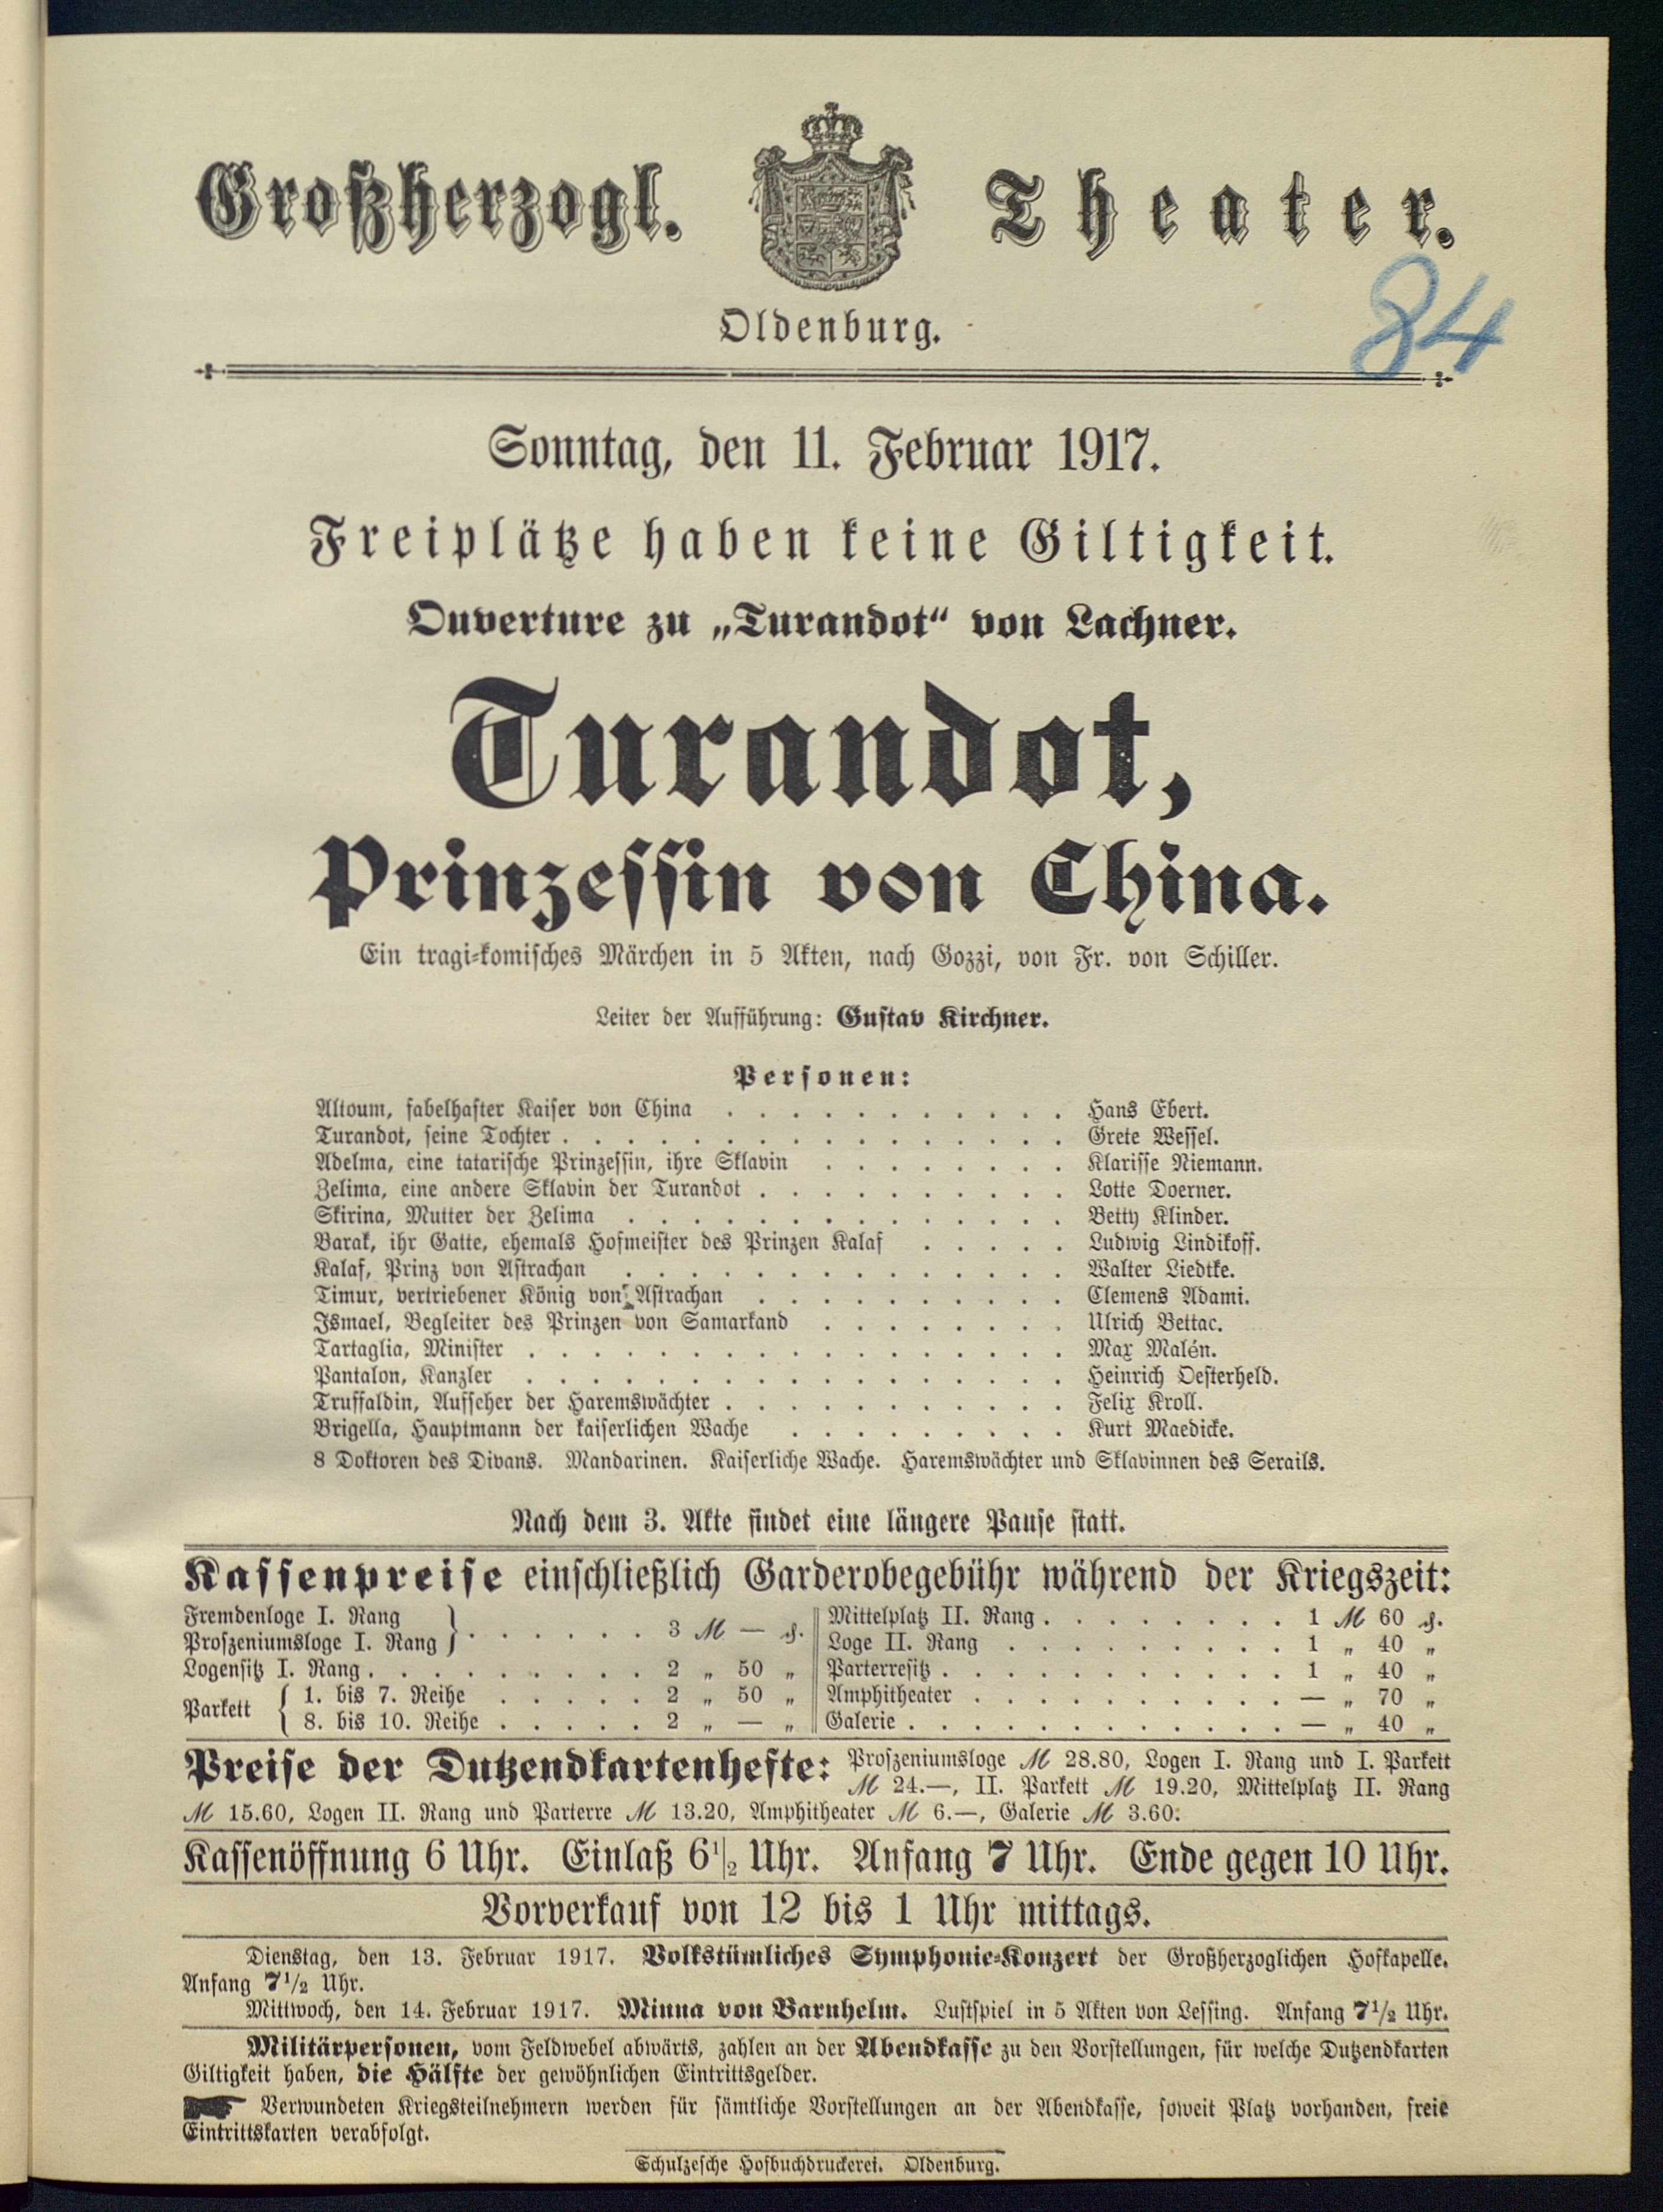 Großherzogl. Theater.
84
Oldenburg.
Sonntag, den 11. Februar 1917.
Freiplätze haben keine Giltigkeit.
Ouverture zu „Turandot“ von Lachner.
Turandot,
Prinzessin von China.
Ein tragi-komisches Märchen in 5 Akten, nach Gozzi, von Fr. von Schiller.
Leiter der Aufführung: Gustav Kirchner.
Personen:
Altoum, fabelhafter Kaiser von China . . . . . . . . . . . Hans Ebert.
Turandot, seine Tochter . . . . . . . . . . . . . . . . Grete Wessel.
Adelma, eine tatarische Prinzessin, ihre Sklavin . . . . . . . . Klarisse Niemann.
Zelima, eine andere Sklavin der Turandot . . . . . . . . . . Lotte Doerner.
Skirina, Mutter der Zelima . . . . . . . . . . . . . . Betty Klinder.
Barak, ihr Gatte, ehemals Hofmeister des Prinzen Kalaf . . . . . Ludwig Lindikoff.
Kalaf, Prinz von Astrachan . . . . . . . . . . . . . . Walter Liedtke.
Timur, vertriebener König von Astrachan . . . . . . . . . . Clemens Adami.
Ismael, Begleiter des Prinzen von Samarkand . . . . . . . . Ulrich Bettac.
Tartaglia, Minister . . . . . . . . . . . . . . . . . Max Malén.
Pantalon, Kanzler . . . . . . . . . . . . . . . . . Heinrich Oesterheld.
Truffaldin, Aufseher der Haremswächter . . . . . . . . . . . Felix Kroll.
Brigella, Hauptmann der kaiserlichen Wache . . . . . . . . . Kurt Maedicke.
8 Doktoren des Divans. Mandarinen. Kaiserliche Wache. Haremswächter und Sklavinnen des Serails.
Nach dem 3. Akte findet eine längere Pause statt.
Kassenpreise einschließlich Garderobegebühr während der Kriegszeit:
Fremdenloge I. Rang
Proszeniumsloge I. Rang } . . . . . . 3 ℳ — ₰.
Logensitz I. Rang . . . . . . . . . 2 „ 50 „
Parkett { 1. bis 7. Reihe . . . . . 2 „ 50 „
8. bis 10. Reihe . . . . . 2 „ — „
Mittelplatz II. Rang . . . . . . . . 1 ℳ 60 ₰.
Loge II. Rang . . . . . . . . . 1 „ 40 „
Parterresitz . . . . . . . . . . . 1 „ 40 „
Amphitheater . . . . . . . . . . — „ 70 „
Galerie . . . . . . . . . . . . — „ 40 „
Preise der Dutzendkartenhefte: Proszeniumsloge ℳ 28.80, Logen I. Rang und I. Parkett
ℳ 24.—, II. Parkett ℳ 19.20, Mittelplatz II. Rang
ℳ 15.60, Logen II. Rang und Parterre ℳ 13.20, Amphitheater ℳ 6.—, Galerie ℳ 3.60.
Kassenöffnung 6 Uhr. Einlaß 6½ Uhr. Anfang 7 Uhr. Ende gegen 10 Uhr.
Vorverkauf von 12 bis 1 Uhr mittags.
Dienstag, den 13. Februar 1917. Volkstümliches Symphonie-Konzert der Großherzoglichen Hofkapelle.
Anfang 7½ Uhr.
Mittwoch, den 14. Februar 1917. Minna von Barnhelm. Lustspiel in 5 Akten von Lessing. Anfang 7½ Uhr.
Militärpersonen, vom Feldwebel abwärts, zahlen an der Abendkasse zu den Vorstellungen, für welche Dutzendkarten
Giltigkeit haben, die Hälfte der gewöhnlichen Eintrittsgelder.
Verwundeten Kriegsteilnehmern werden für sämtliche Vorstellungen an der Abendkasse, soweit Platz vorhanden, freie
Eintrittskarten verabfolgt.
Schulzesche Hofbuchdruckerei. Oldenburg.